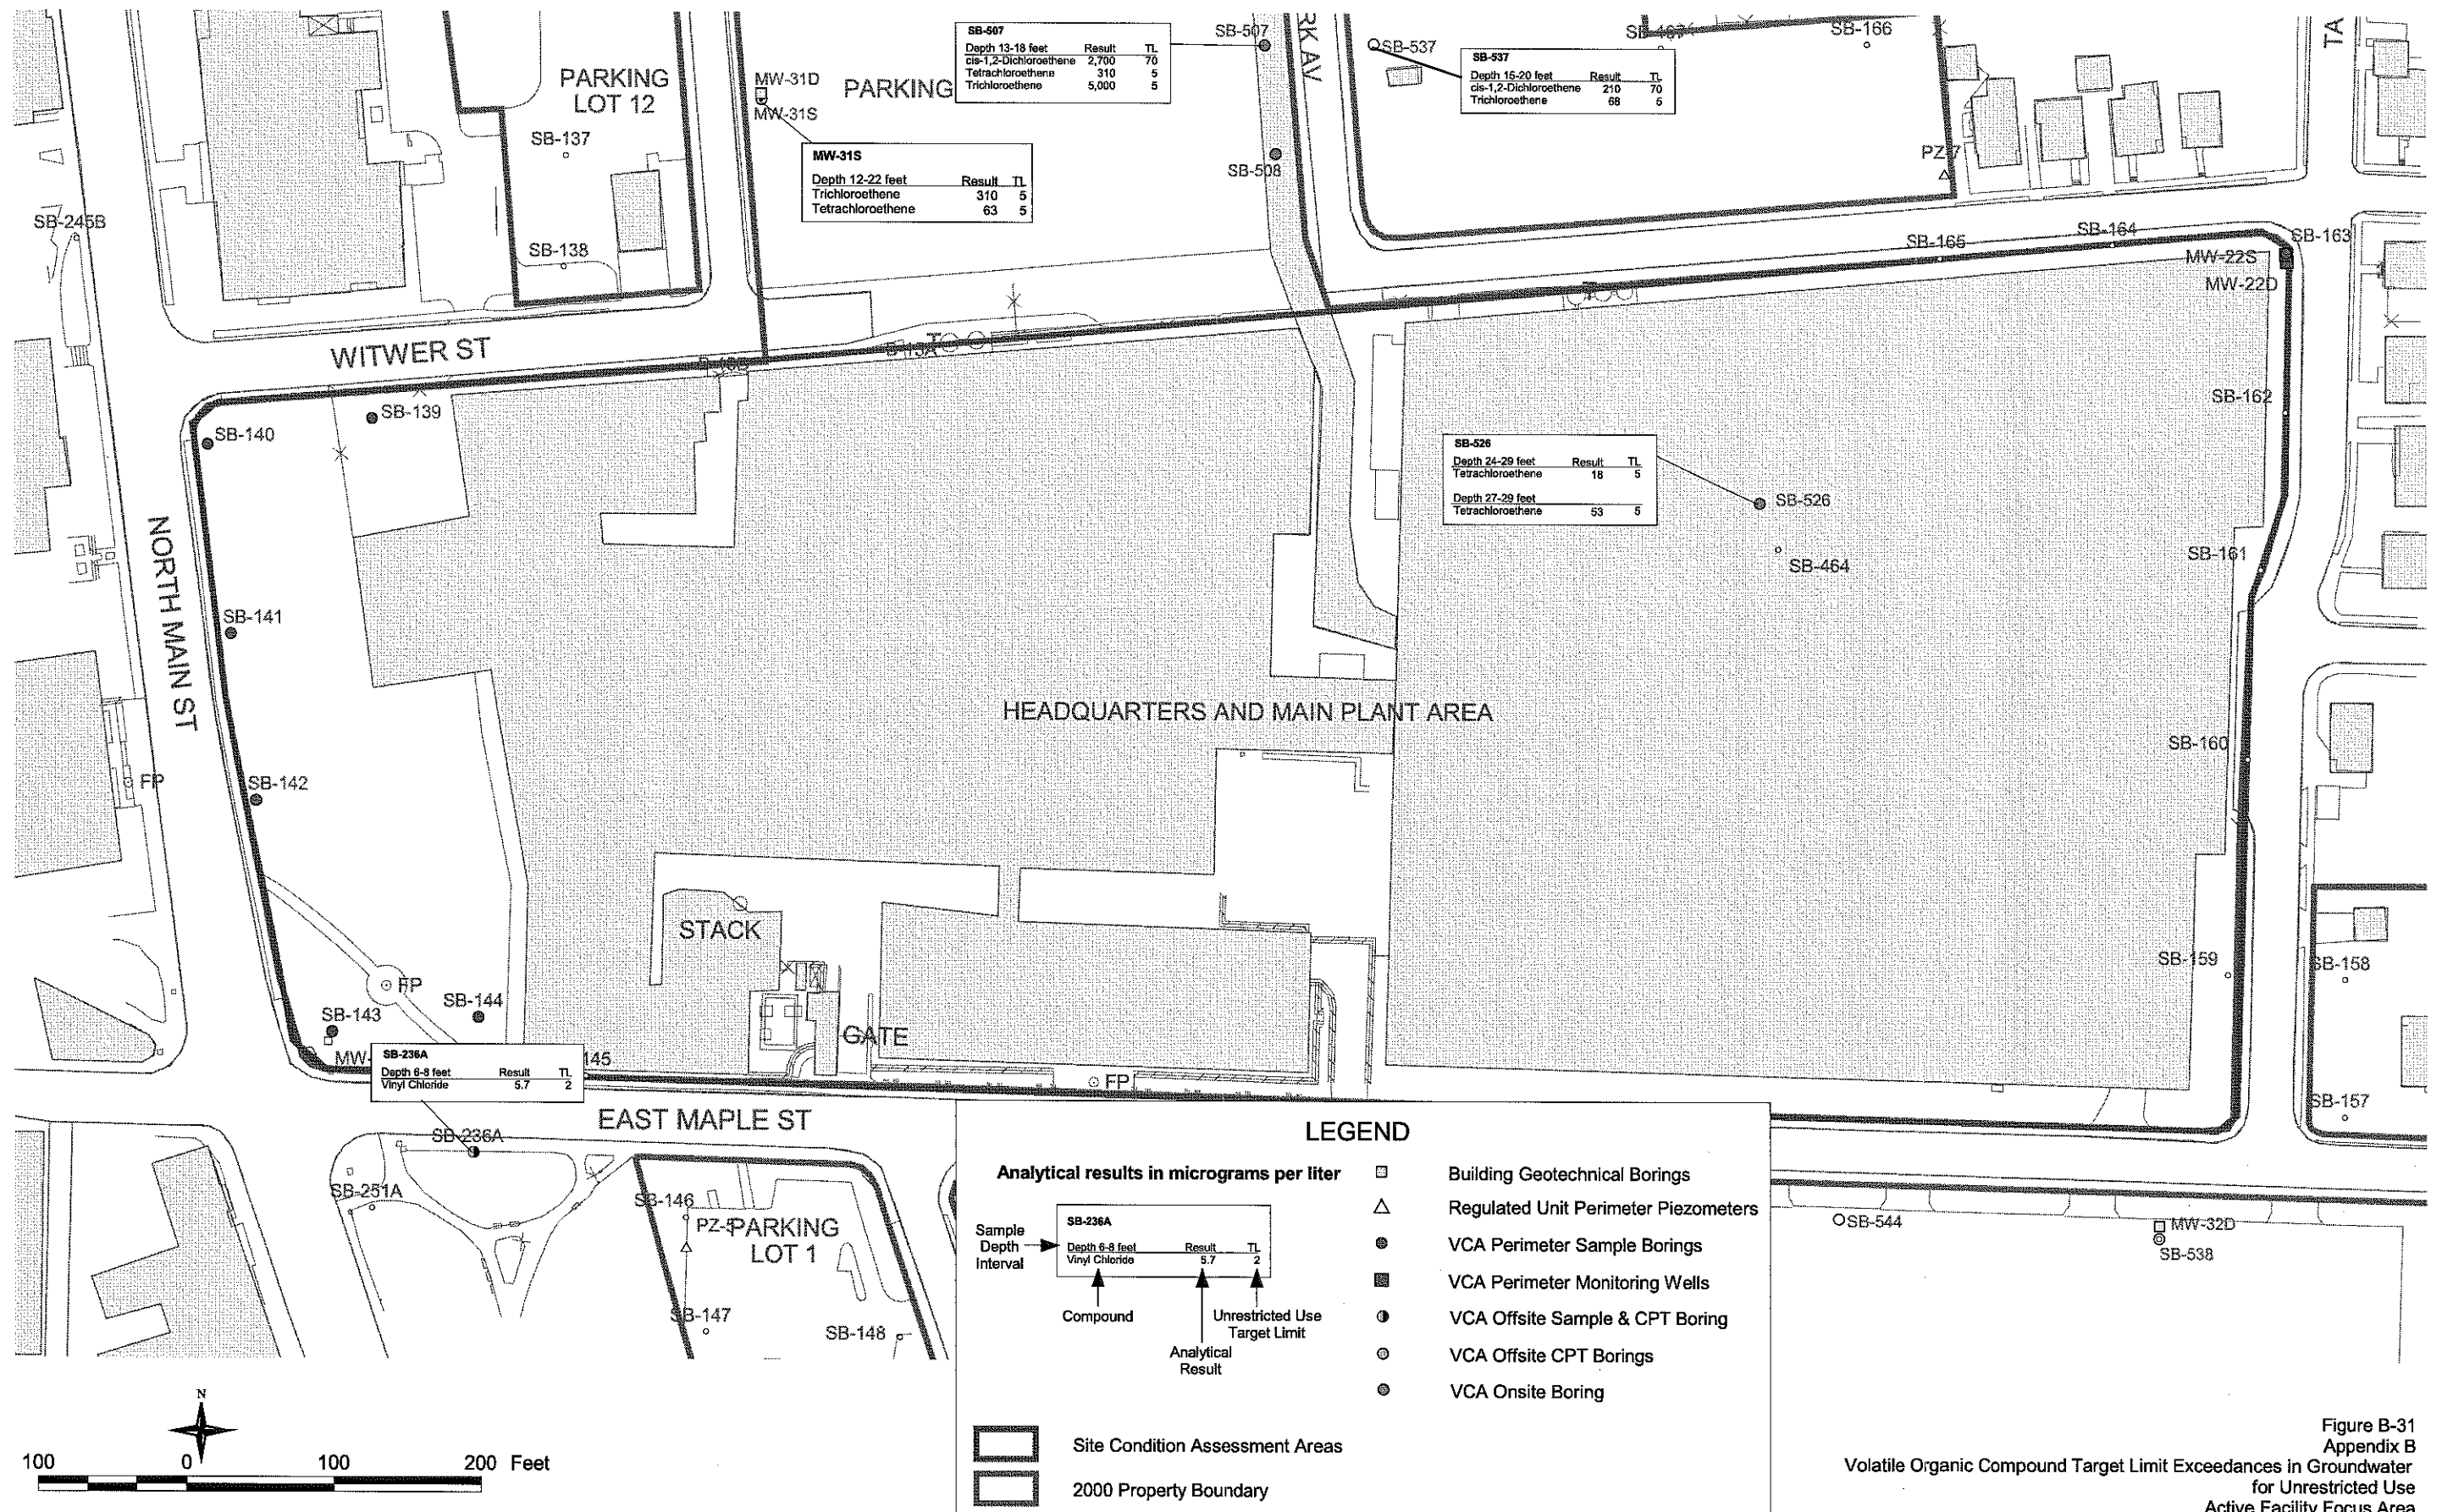 SB-507
Depth 13-18 feet Result TL
cis-1,2-Dichloroethene 2,700 70
Tetrachloroethene 310 5
Trichloroethene 5,000 5
SB-507
RK AV
SB-537
SB-537
Depth 15-20 feet Result TL
cis-1,2-Dichloroethene 210 70
Trichloroethene 68 5
SB-166
TA
PARKING
LOT 12
MW-31D
MW-31S
PARKING
SB-137
MW-31S
Depth 12-22 feet Result TL
Trichloroethene 310 5
Tetrachloroethene 63 5
SB-508
PZ-7
SB-245B
SB-138
SB-165
SB-164
SB-163
MW-22S
MW-22D
WITWER ST
SB-139
SB-140
SB-162
SB-526
Depth 24-29 feet Result TL
Tetrachloroethene 18 5
Depth 27-29 feet
Tetrachloroethene 53 5
SB-526
SB-464
SB-161
NORTH MAIN ST
SB-141
HEADQUARTERS AND MAIN PLANT AREA
SB-160
FP
SB-142
STACK
SB-159
SB-158
FP
SB-143
SB-144
GATE
MW-
145
SB-236A
Depth 6-8 feet Result TL
Vinyl Chloride 5.7 2
FP
SB-157
EAST MAPLE ST
SB-236A
SB-251A
SB-146
PZ-5
PARKING
LOT 1
SB-147
SB-148
SB-544
MW-32D
SB-538
LEGEND
Analytical results in micrograms per liter
Sample
Depth
Interval
SB-236A
Depth 6-8 feet Result TL
Vinyl Chloride 5.7 2
Compound
Analytical
Result
Unrestricted Use
Target Limit
Building Geotechnical Borings
Regulated Unit Perimeter Piezometers
VCA Perimeter Sample Borings
VCA Perimeter Monitoring Wells
VCA Offsite Sample & CPT Boring
VCA Offsite CPT Borings
VCA Onsite Boring
Site Condition Assessment Areas
2000 Property Boundary
N
100 0 100 200 Feet
Figure B-31
Appendix B
Volatile Organic Compound Target Limit Exceedances in Groundwater
for Unrestricted Use
Active Facility Focus Area